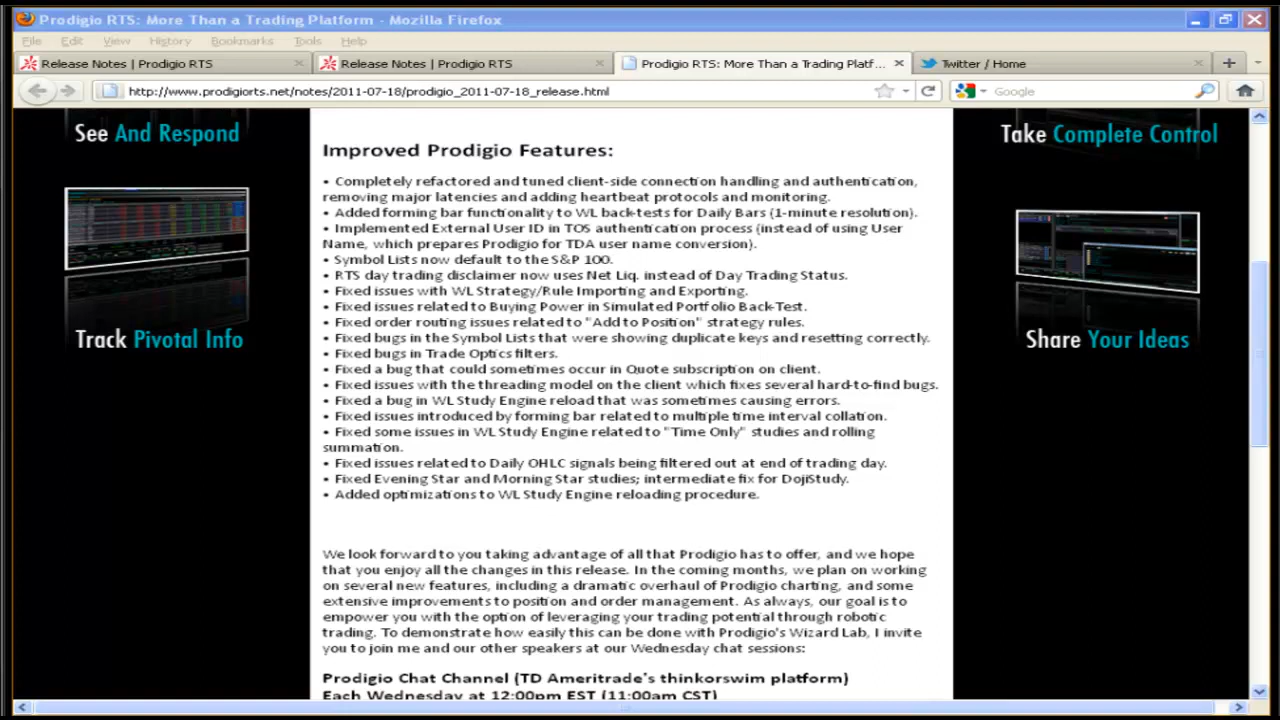 Prodigio RTS: More Than a Trading Platform - Mozilla Firefox
File Edit View History Bookmarks Tools Help
Release Notes | Prodigio RTS
Release Notes | Prodigio RTS
Prodigio RTS: More Than a Trading Platf...
Twitter / Home
http://www.prodigiorts.net/notes/2011-07-18/prodigio_2011-07-18_release.html
Google
See And Respond
Track Pivotal Info
Improved Prodigio Features:
• Completely refactored and tuned client-side connection handling and authentication,
removing major latencies and adding heartbeat protocols and monitoring.
• Added forming bar functionality to WL back-tests for Daily Bars (1-minute resolution).
• Implemented External User ID in TOS authentication process (instead of using User
Name, which prepares Prodigio for TDA user name conversion).
• Symbol Lists now default to the S&P 100.
• RTS day trading disclaimer now uses Net Liq. instead of Day Trading Status.
• Fixed issues with WL Strategy/Rule Importing and Exporting.
• Fixed issues related to Buying Power in Simulated Portfolio Back-Test.
• Fixed order routing issues related to "Add to Position" strategy rules.
• Fixed bugs in the Symbol Lists that were showing duplicate keys and resetting correctly.
• Fixed bugs in Trade Optics filters.
• Fixed a bug that could sometimes occur in Quote subscription on client.
• Fixed issues with the threading model on the client which fixes several hard-to-find bugs.
• Fixed a bug in WL Study Engine reload that was sometimes causing errors.
• Fixed issues introduced by forming bar related to multiple time interval collation.
• Fixed some issues in WL Study Engine related to "Time Only" studies and rolling
summation.
• Fixed issues related to Daily OHLC signals being filtered out at end of trading day.
• Fixed Evening Star and Morning Star studies; intermediate fix for DojiStudy.
• Added optimizations to WL Study Engine reloading procedure.
We look forward to you taking advantage of all that Prodigio has to offer, and we hope
that you enjoy all the changes in this release. In the coming months, we plan on working
on several new features, including a dramatic overhaul of Prodigio charting, and some
extensive improvements to position and order management. As always, our goal is to
empower you with the option of leveraging your trading potential through robotic
trading. To demonstrate how easily this can be done with Prodigio's Wizard Lab, I invite
you to join me and our other speakers at our Wednesday chat sessions:
Prodigio Chat Channel (TD Ameritrade's thinkorswim platform)
Each Wednesday at 12:00pm EST (11:00am CST)
Take Complete Control
Share Your Ideas